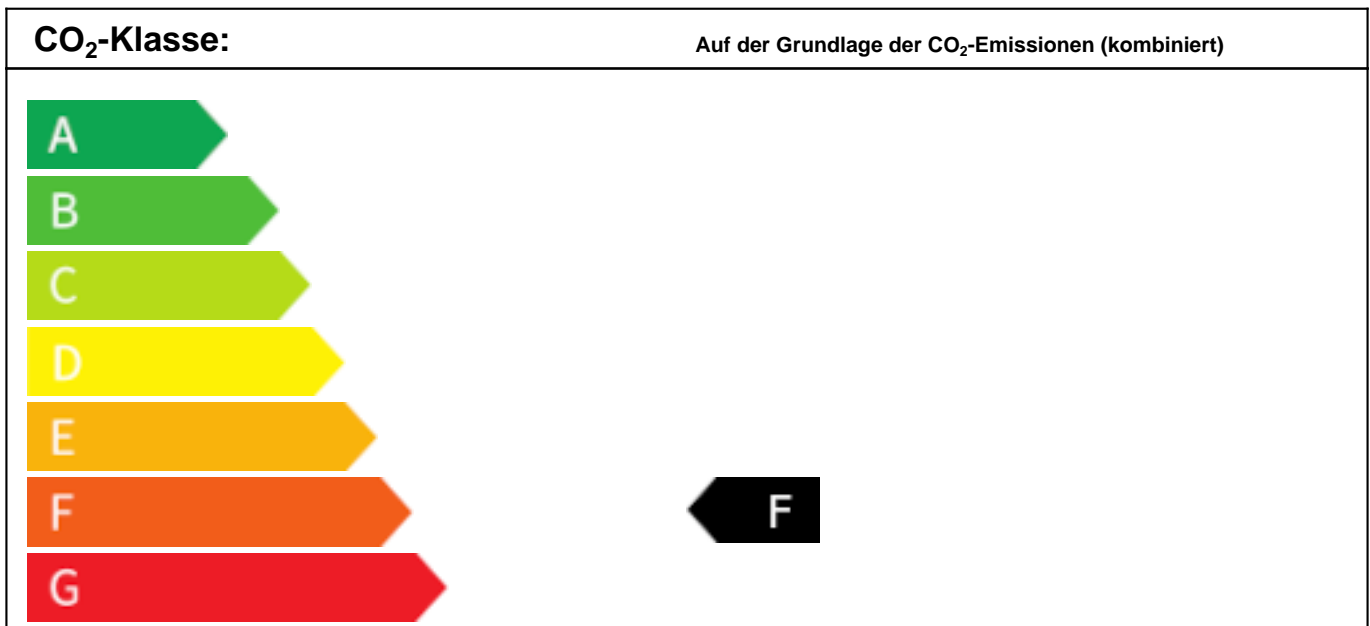 CO₂-Klasse: Auf der Grundlage der CO₂-Emissionen (kombiniert)
A
B
C
D
E
F F
G